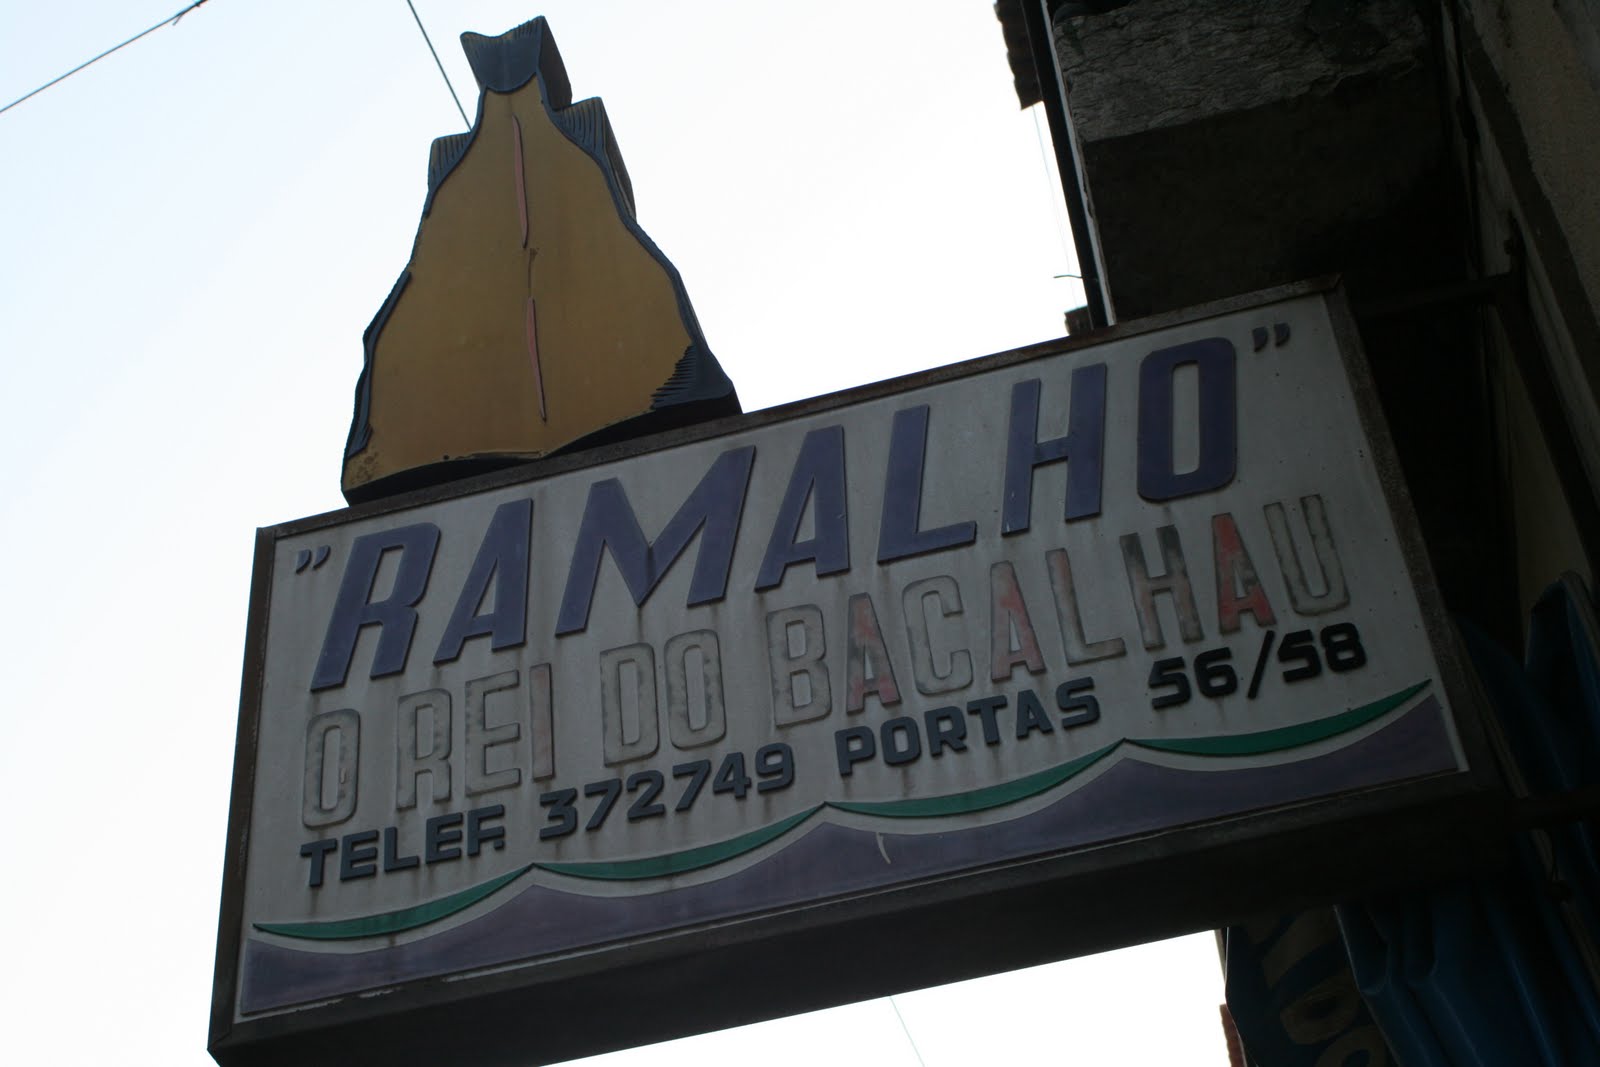 "RAMALHO"
O REI DO BACALHAU
TELEF. 372749 PORTAS 56/58